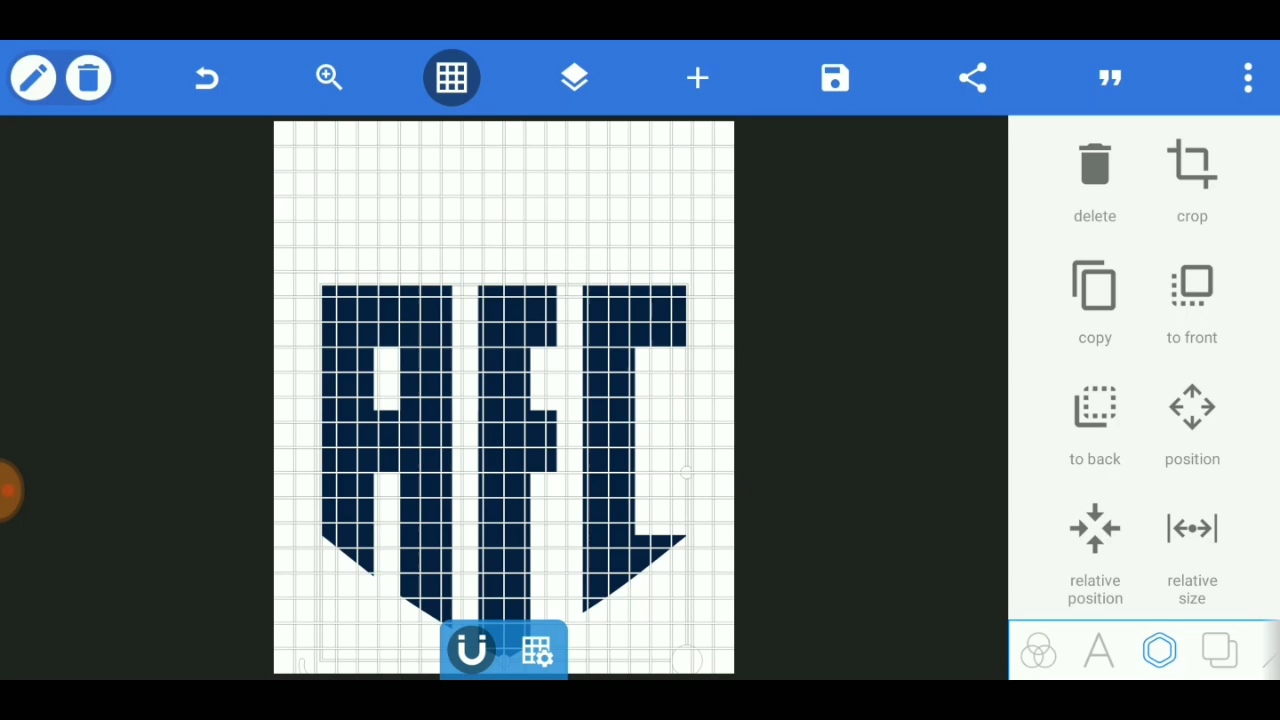 AFC
delete
crop
copy
to front
to back
position
relative position
relative size